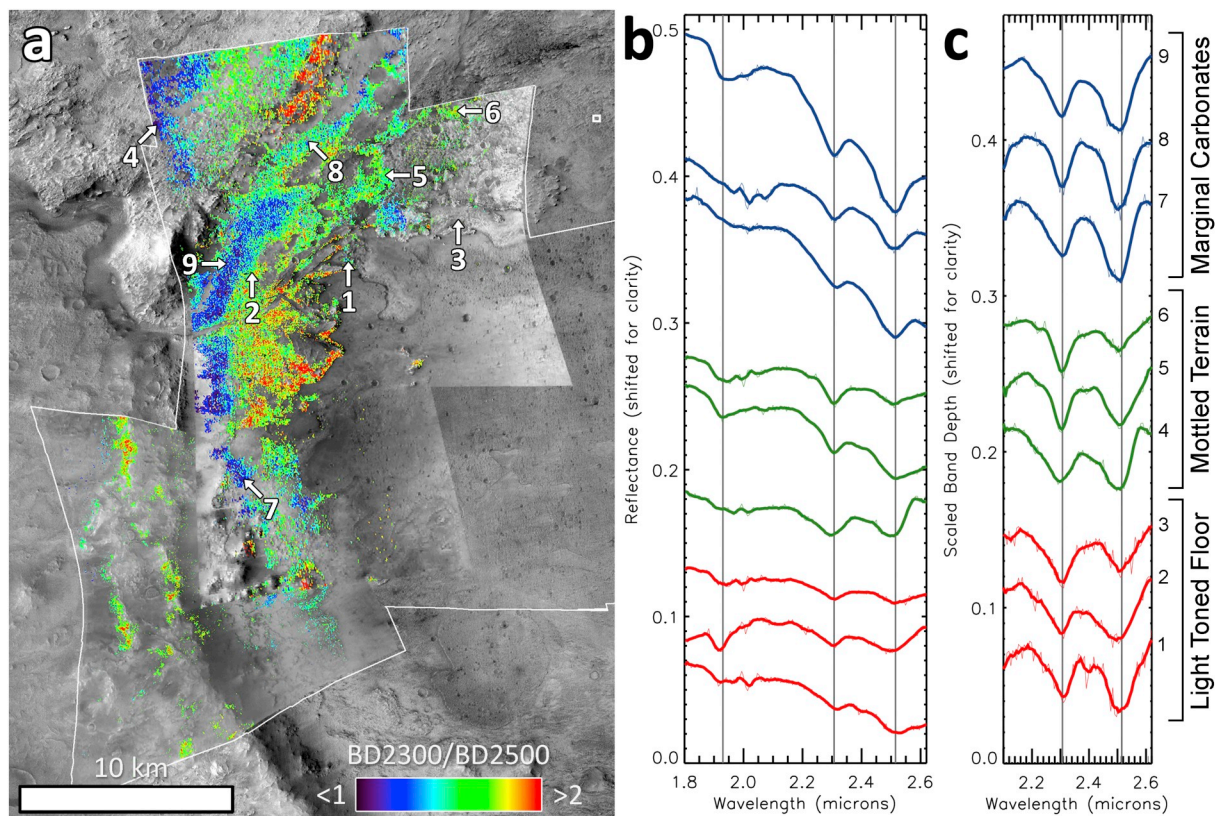 a
4
6
8
5
3
9
2
1
7
10 km
BD2300/BD2500
<1
>2
b
Reflectance (shifted for clarity)
0.5
0.4
0.3
0.2
0.1
0.0
1.8 2.0 2.2 2.4 2.6
Wavelength (microns)
c
Scaled Band Depth (shifted for clarity)
0.4
0.3
0.2
0.1
0.0
2.2 2.4 2.6
Wavelength (microns)
9
8
7
Marginal Carbonates
6
5
4
Mottled Terrain
3
2
1
Light Toned Floor